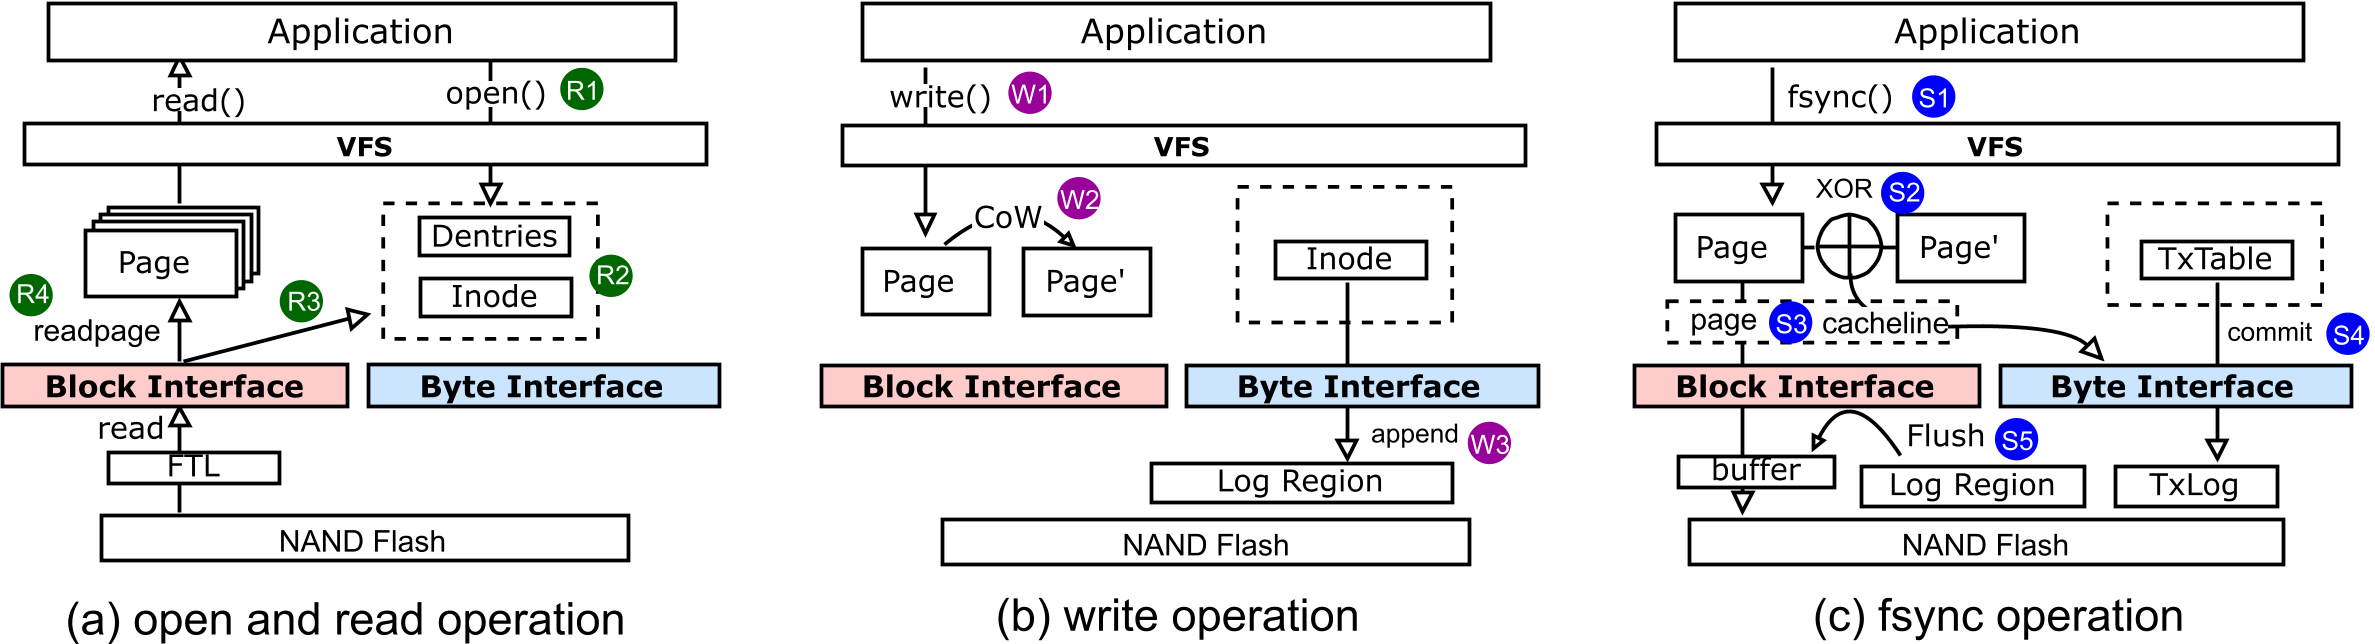 Application
read()
open() R1
VFS
Page
Dentries
Inode
R2
R4
R3
readpage
Block Interface
Byte Interface
read
FTL
NAND Flash
(a) open and read operation
Application
write() W1
VFS
CoW W2
Page
Page'
Inode
Block Interface
Byte Interface
append W3
Log Region
NAND Flash
(b) write operation
Application
fsync() S1
VFS
XOR S2
Page
Page'
TxTable
page S3 cacheline
commit S4
Block Interface
Byte Interface
Flush S5
buffer
Log Region
TxLog
NAND Flash
(c) fsync operation